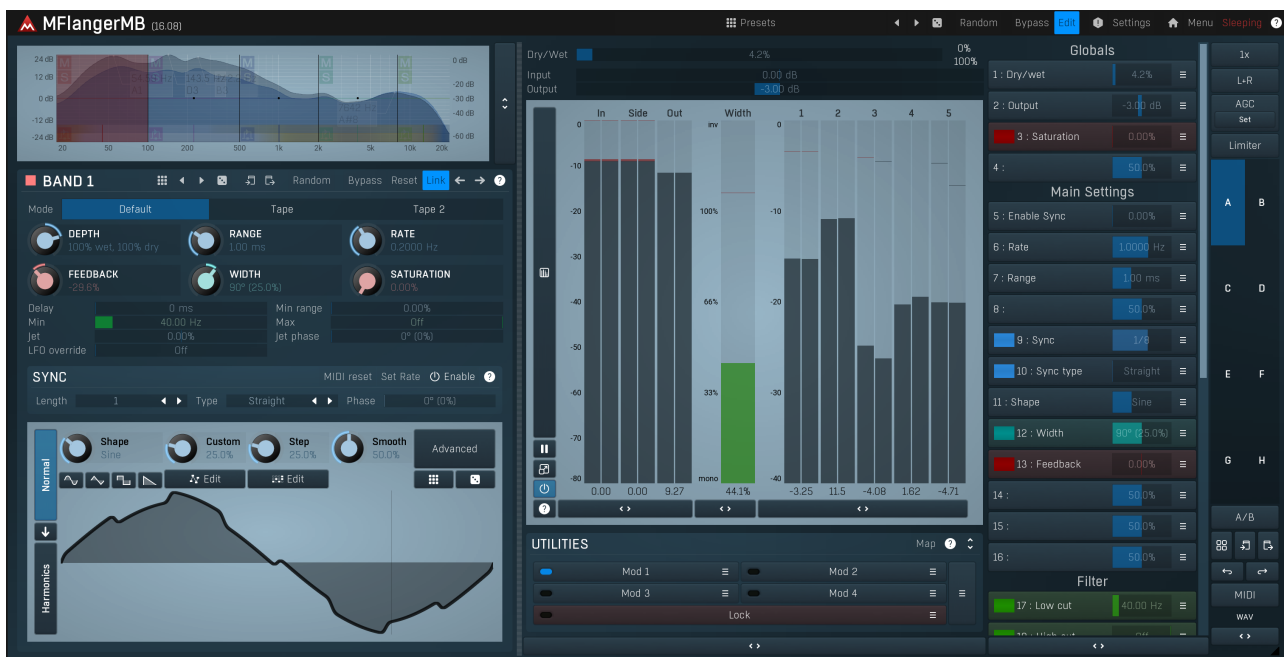 MFlangerMB (16.08) Presets Random Bypass Edit Settings Menu Sleeping ?
24 dB
12 dB
0 dB
-12 dB
-24 dB
0 dB
-20 dB
-30 dB
-40 dB
-60 dB
20 50 100 200 500 1k 2k 5k 10k 20k
BAND 1 Random Bypass Reset Link ?
Mode Default Tape Tape 2
DEPTH RANGE RATE
100% wet, 100% dry 1.00 ms 0.2000 Hz
FEEDBACK WIDTH SATURATION
-29.6% 90° (25.0%) 0.00%
Delay 0 ms Min range 0.00%
Min 40.00 Hz Max Off
Jet 0.00% Jet phase 0° (0%)
LFO override Off
SYNC MIDI reset Set Rate Enable ?
Length 1 Type Straight Phase 0° (0%)
Normal
Harmonics
Shape Custom Step Smooth Advanced
Sine 25.0% 25.0% 50.0%
Edit Edit
Dry/Wet 4.2% 0%
100%
Input 0.00 dB
Output -3.00 dB
In Side Out Width 1 2 3 4 5
0 inv 0
-10
-20 100% -10
-30
-40 66% -20
-50
-60 33% -30
-70
-80 mono -40
0.00 0.00 9.27 44.1% -3.25 11.5 -4.08 1.62 -4.71
?
UTILITIES Map ?
Mod 1 Mod 2
Mod 3 Mod 4
Lock
Globals
1 : Dry/wet 4.2%
2 : Output -3.00 dB
3 : Saturation 0.00%
4 : 50.0%
Main Settings
5 : Enable Sync 0.00%
6 : Rate 1.0000 Hz
7 : Range 1.00 ms
8 : 50.0%
9 : Sync 1/8
10 : Sync type Straight
11 : Shape Sine
12 : Width 90° (25.0%)
13 : Feedback 0.00%
14 : 50.0%
15 : 50.0%
16 : 50.0%
Filter
17 : Low cut 40.00 Hz
18 : High cut Off
1x
L+R
AGC
Set
Limiter
A B
C D
E F
G H
A/B
MIDI
WAV